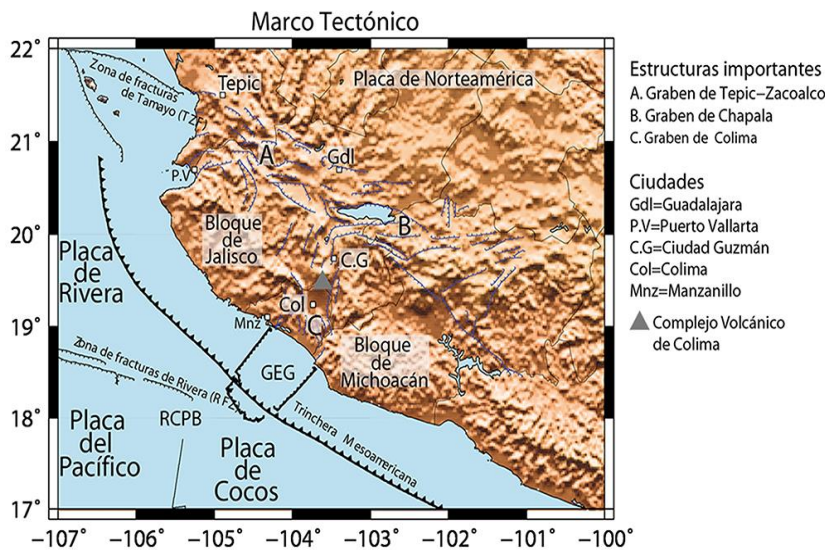 Marco Tectónico
22°
21°
20°
19°
18°
17°
−107°
−106°
−105°
−104°
−103°
−102°
−101°
−100°
Zona de fracturas
de Tamayo (TZF)
Tepic
Placa de Norteamérica
A
Gdl
P.V
Bloque
de
Jalisco
B
C.G
Placa
de
Rivera
Col
Mnz
C
Bloque
de
Michoacán
Zona de fracturas de Rivera (RFZ)
GEG
Trinchera Mesoamericana
RCPB
Placa
del
Pacífico
Placa
de
Cocos
Estructuras importantes
A. Graben de Tepic–Zacoalco
B. Graben de Chapala
C. Graben de Colima
Ciudades
Gdl=Guadalajara
P.V=Puerto Vallarta
C.G=Ciudad Guzmán
Col=Colima
Mnz=Manzanillo
Complejo Volcánico
de Colima